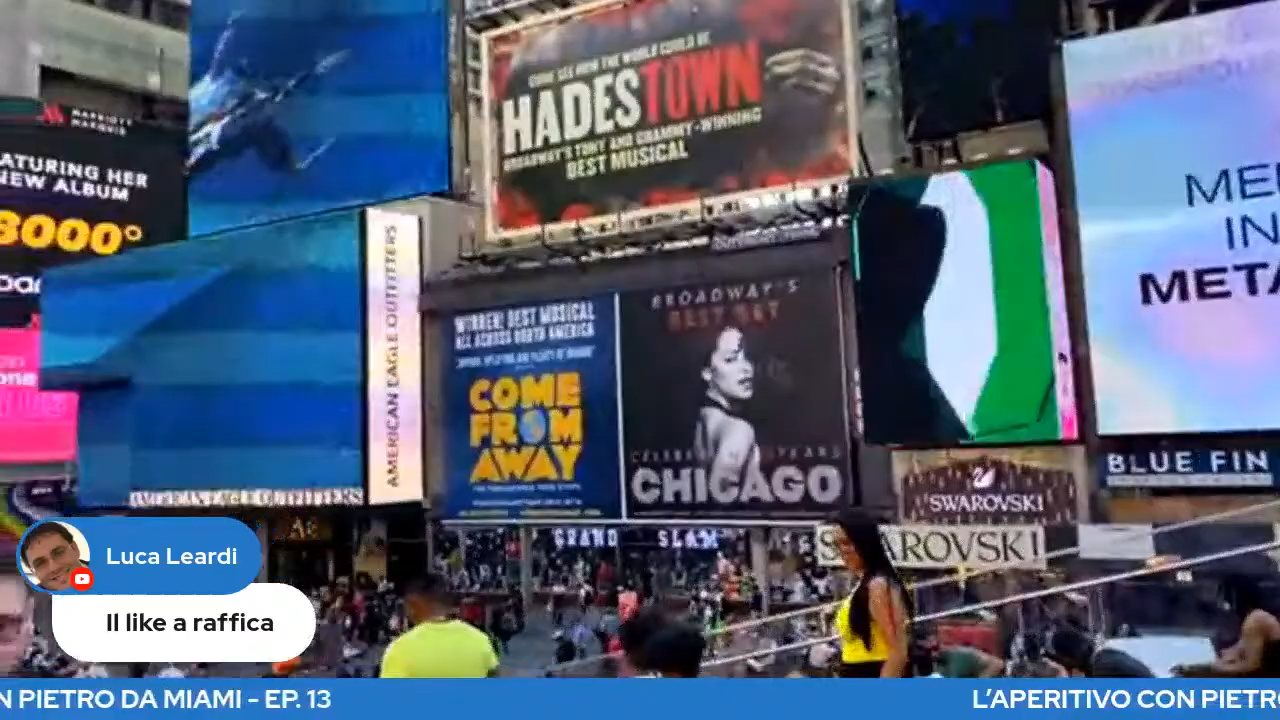 MARRIOTT
MARQUIS
ATURING HER
NEW ALBUM
3000°
COME SEE HOW THE WORLD COULD BE
HADESTOWN
BROADWAY'S TONY AND GRAMMY-WINNING
BEST MUSICAL
AMERICAN EAGLE OUTFITTERS
AMERICAN EAGLE OUTFITTERS
WINNER! BEST MUSICAL
ALL ACROSS NORTH AMERICA
COME
FROM
AWAY
BROADWAY'S
CHICAGO
ME
IN
META
BLUE FIN
SWAROVSKI
SWAROVSKI
GRAND SLAM
Luca Leardi
Il like a raffica
N PIETRO DA MIAMI - EP. 13
L'APERITIVO CON PIETRO